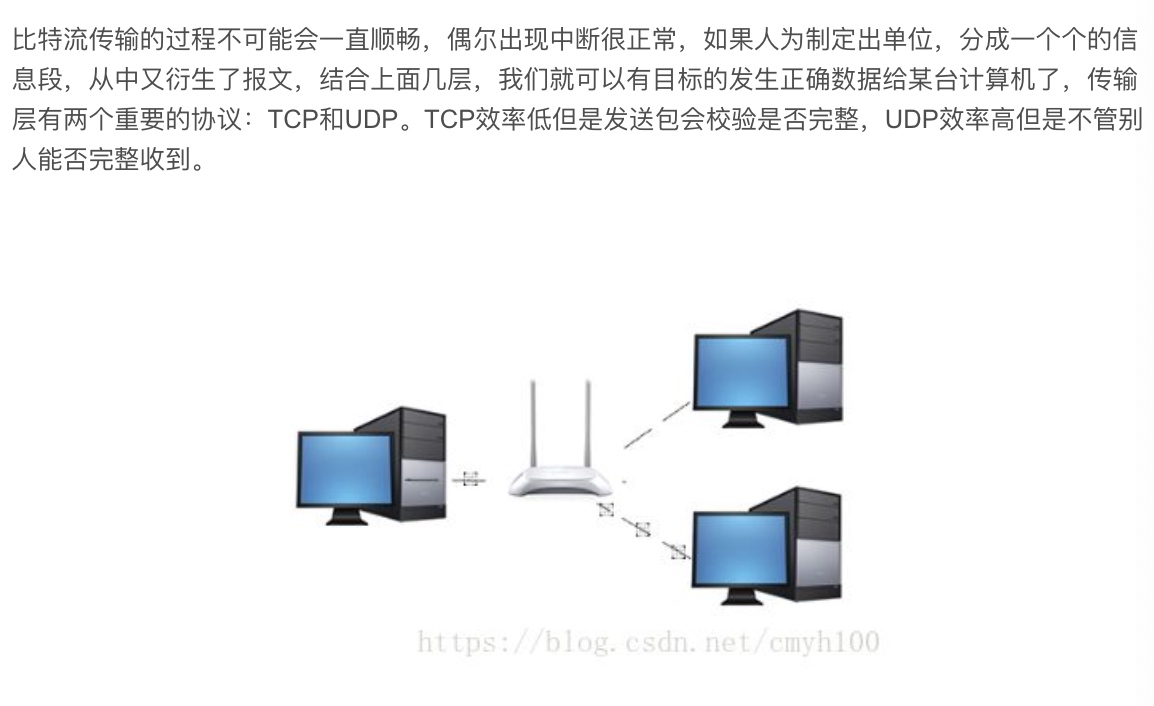 比特流传输的过程不可能会一直顺畅，偶尔出现中断很正常，如果人为制定出单位，分成一个个的信
息段，从中又衍生了报文，结合上面几层，我们就可以有目标的发生正确数据给某台计算机了，传输
层有两个重要的协议：TCP和UDP。TCP效率低但是发送包会校验是否完整，UDP效率高但是不管别
人能否完整收到。
https://blog.csdn.net/cmyh100